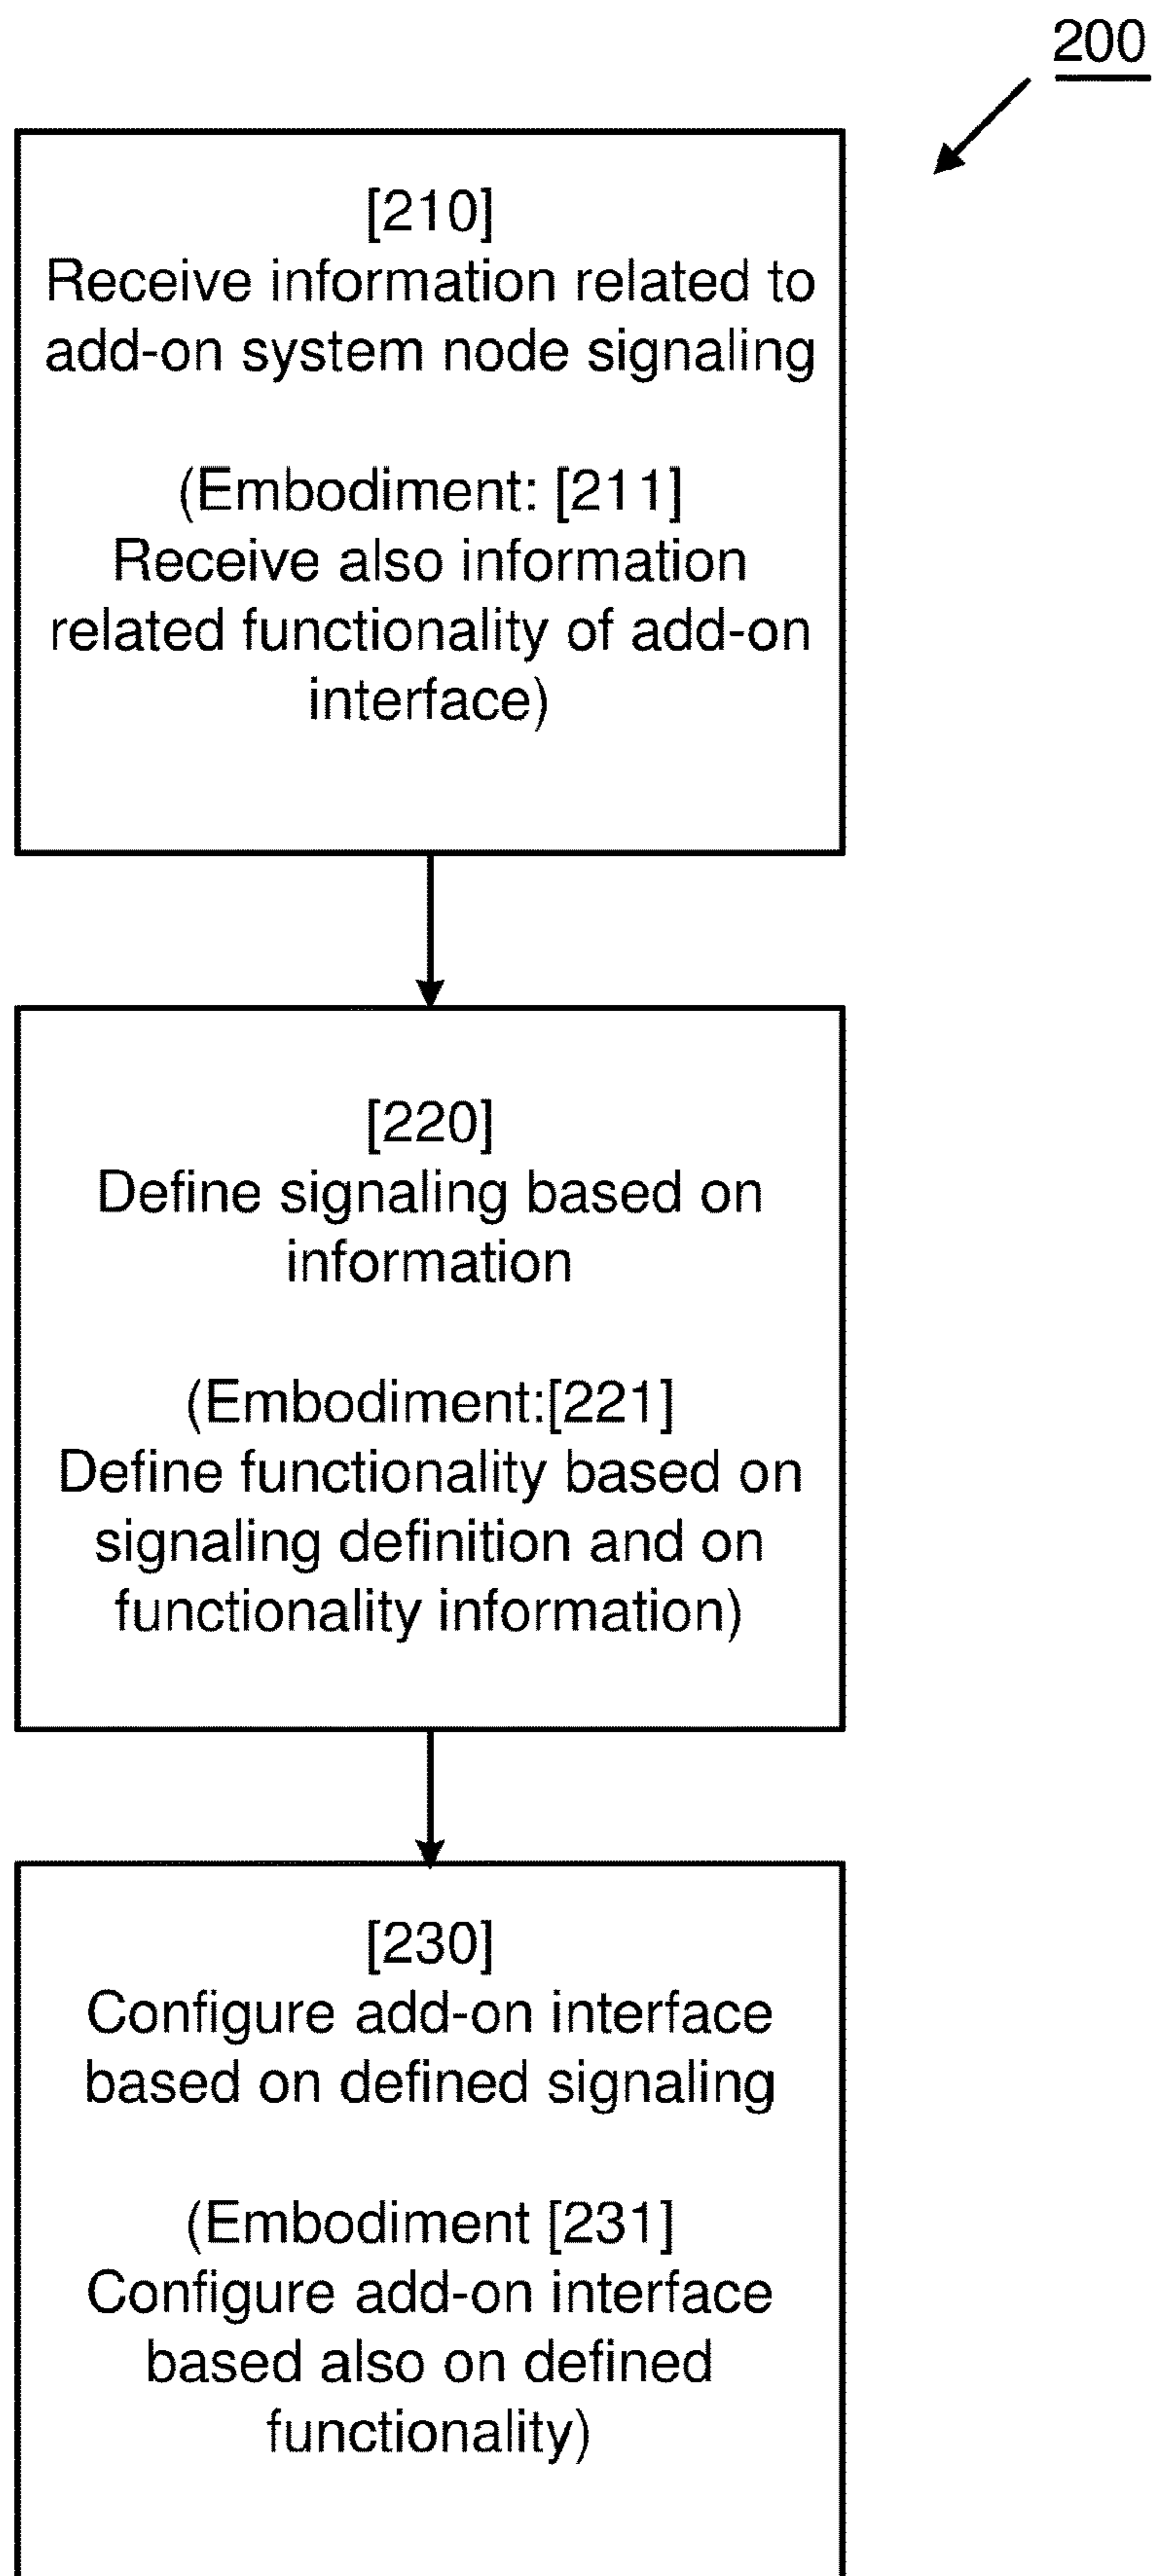 200
[210]
Receive information related to
add-on system node signaling
(Embodiment: [211]
Receive also information
related functionality of add-on
interface)
[220]
Define signaling based on
information
(Embodiment:[221]
Define functionality based on
signaling definition and on
functionality information)
[230]
Configure add-on interface
based on defined signaling
(Embodiment [231]
Configure add-on interface
based also on defined
functionality)